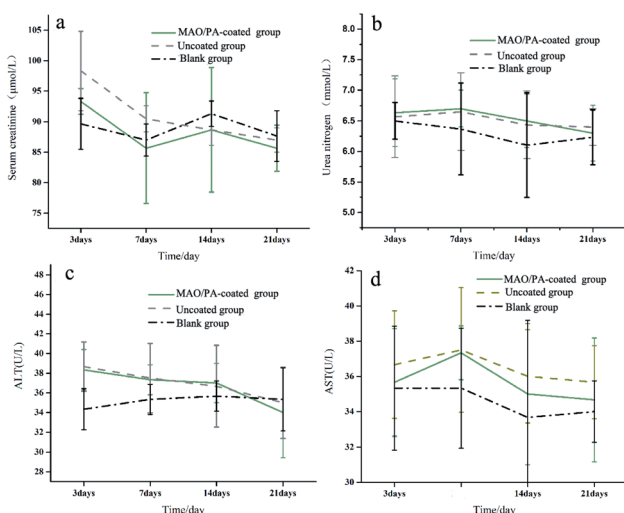 a
MAO/PA-coated group
Uncoated group
Blank group
Serum creatinine (μmol/L)
105
100
95
90
85
80
75
3days
7days
14days
21days
Time/day
b
MAO/PA-coated group
Uncoated group
Blank group
Urea nitrogen (mmol/L)
8.0
7.5
7.0
6.5
6.0
5.5
5.0
3days
7days
14days
21days
Time/day
c
MAO/PA-coated group
Uncoated group
Blank group
ALT(U/L)
48
46
44
42
40
38
36
34
32
30
28
3days
7days
14days
21days
Time/day
d
MAO/PA-coated group
Uncoated group
Blank group
AST(U/L)
42
40
38
36
34
32
30
3days
14days
21days
Time/day